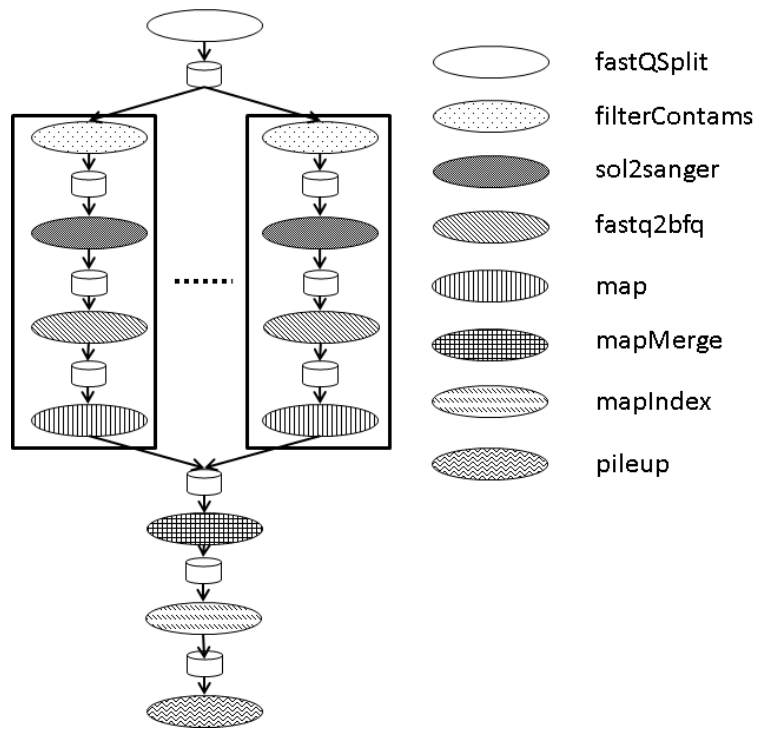 fastQSplit
filterContams
sol2sanger
fastq2bfq
map
mapMerge
mapIndex
pileup